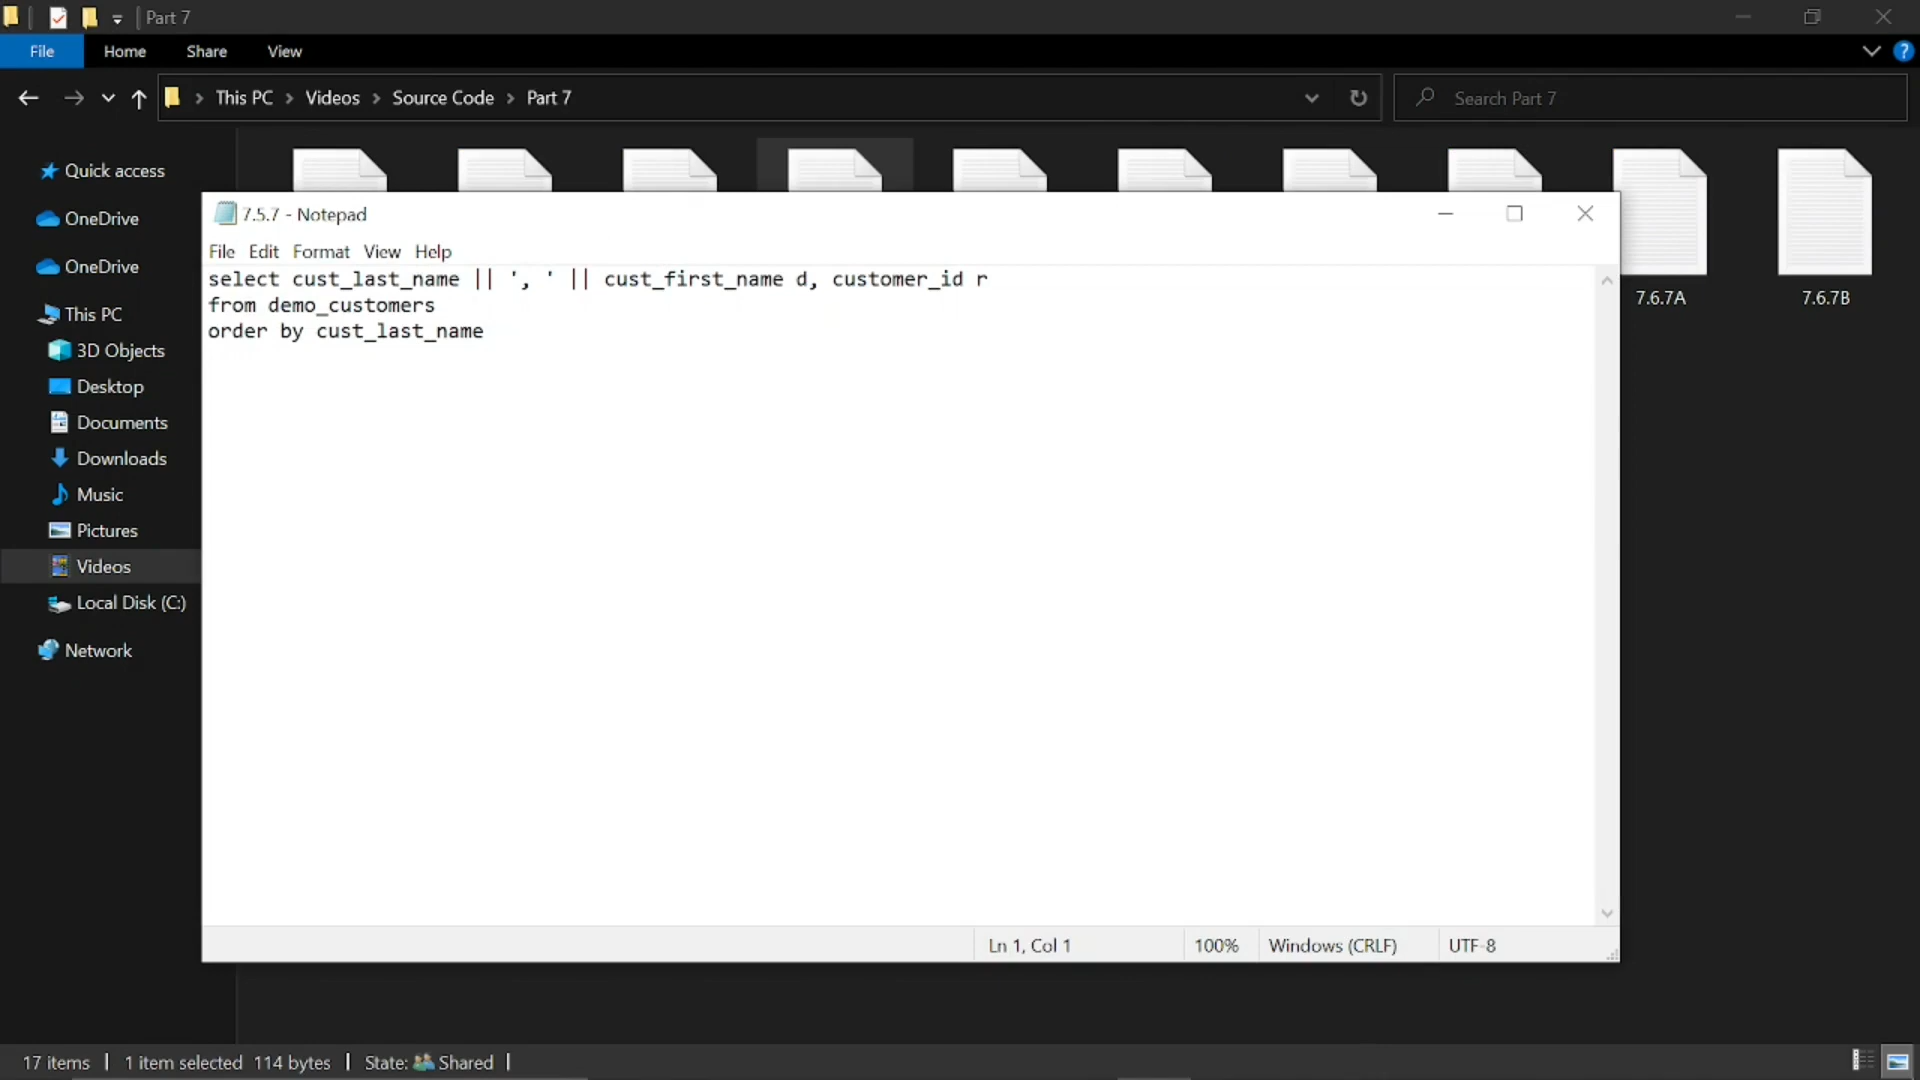 Part 7
File Home Share View
This PC Videos Source Code Part 7
Search Part 7
Quick access
OneDrive
OneDrive
This PC
3D Objects
Desktop
Documents
Downloads
Music
Pictures
Videos
Local Disk (C:)
Network
7.5.7 - Notepad
File Edit Format View Help
select cust_last_name || ', ' || cust_first_name d, customer_id r
from demo_customers
order by cust_last_name
Ln 1, Col 1 100% Windows (CRLF) UTF-8
7.6.7A 7.6.7B
17 items 1 item selected 114 bytes State: Shared